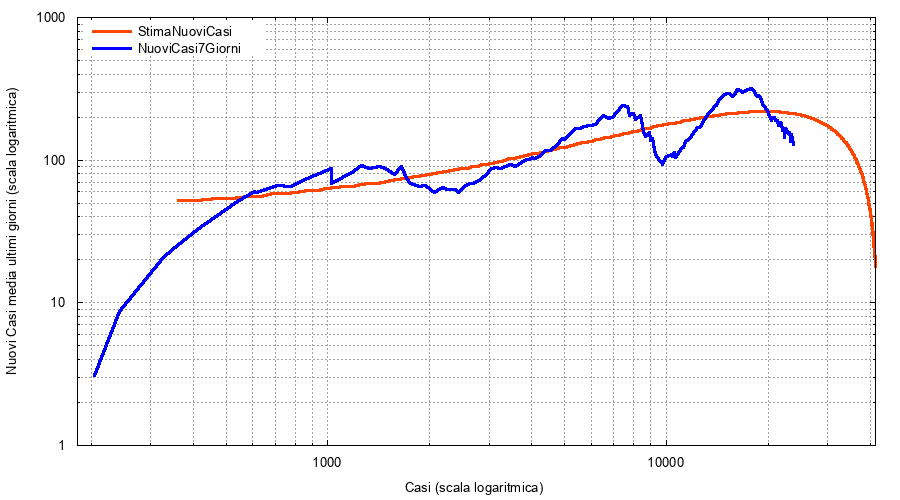 1000
StimaNuoviCasi
NuoviCasi7Giorni
100
10
1
1000
10000
Nuovi Casi media ultimi giorni (scala logaritmica)
Casi (scala logaritmica)